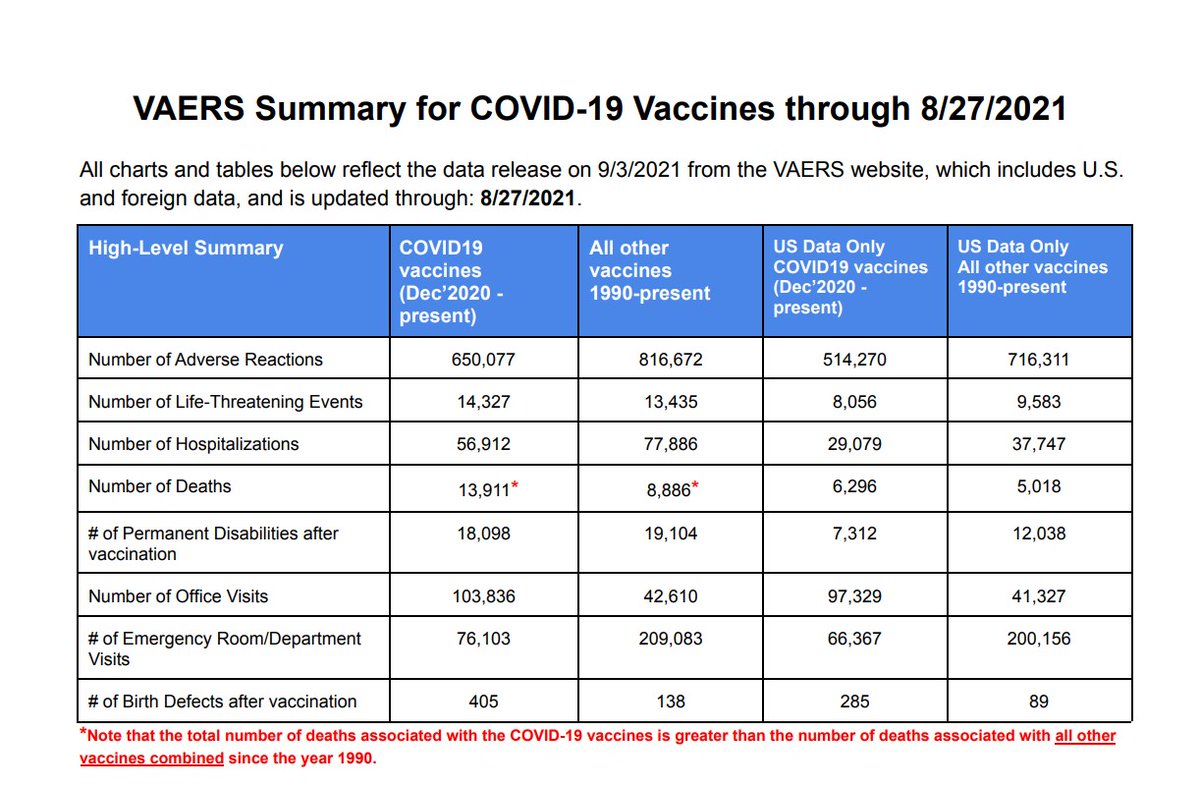 VAERS Summary for COVID-19 Vaccines through 8/27/2021
All charts and tables below reflect the data release on 9/3/2021 from the VAERS website, which includes U.S.
and foreign data, and is updated through: 8/27/2021.
High-Level Summary
COVID19
vaccines
(Dec’2020 -
present)
All other
vaccines
1990-present
US Data Only
COVID19 vaccines
(Dec’2020 -
present)
US Data Only
All other vaccines
1990-present
Number of Adverse Reactions 650,077 816,672 514,270 716,311
Number of Life-Threatening Events 14,327 13,435 8,056 9,583
Number of Hospitalizations 56,912 77,886 29,079 37,747
Number of Deaths 13,911* 8,886* 6,296 5,018
# of Permanent Disabilities after
vaccination
18,098 19,104 7,312 12,038
Number of Office Visits 103,836 42,610 97,329 41,327
# of Emergency Room/Department
Visits
76,103 209,083 66,367 200,156
# of Birth Defects after vaccination 405 138 285 89
*Note that the total number of deaths associated with the COVID-19 vaccines is greater than the number of deaths associated with all other
vaccines combined since the year 1990.